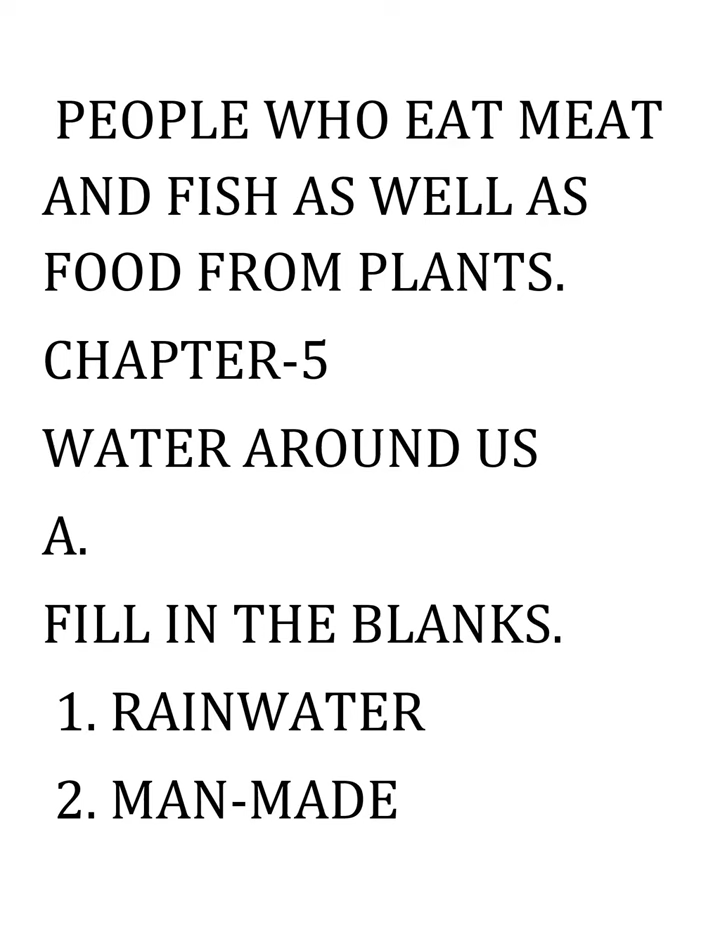 PEOPLE WHO EAT MEAT
AND FISH AS WELL AS
FOOD FROM PLANTS.
CHAPTER-5
WATER AROUND US
A.
FILL IN THE BLANKS.
1. RAINWATER
2. MAN-MADE